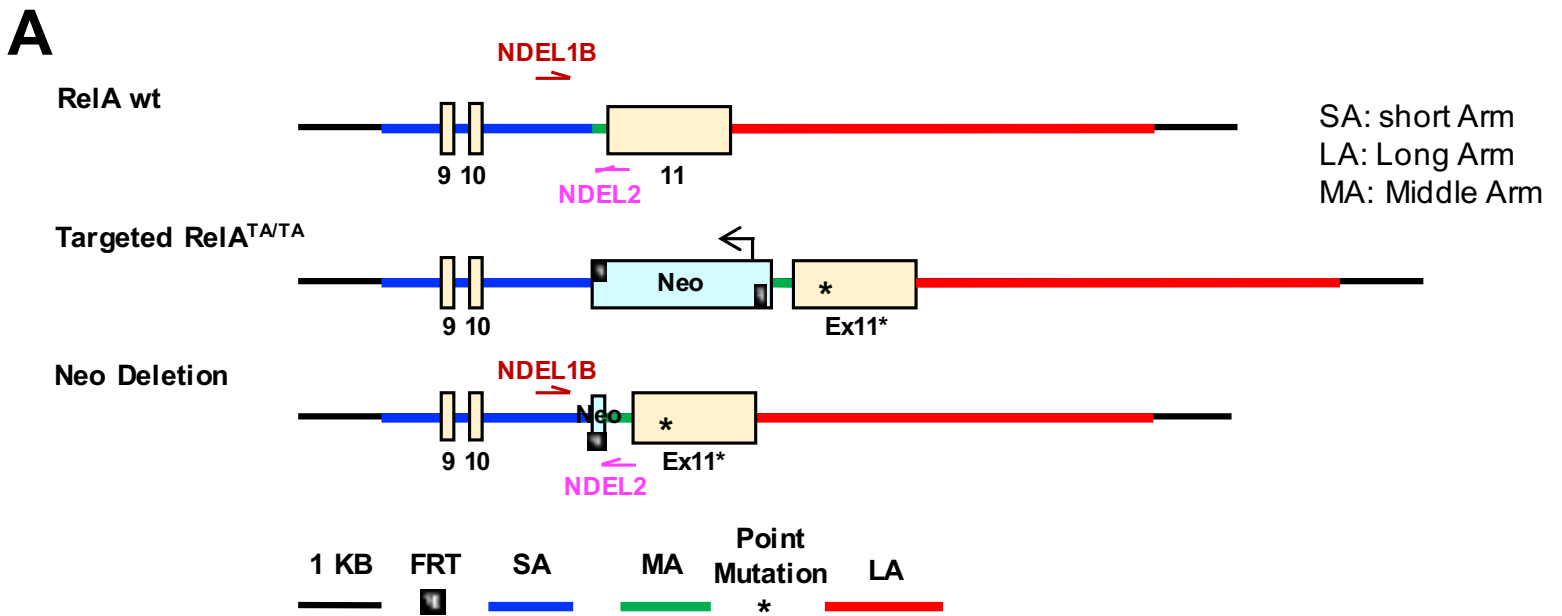 A
NDEL1B
RelA wt
SA: short Arm
LA: Long Arm
MA: Middle Arm
9 10
11
NDEL2
Targeted RelA^TA/TA
Neo
*
9 10
Ex11*
Neo Deletion
NDEL1B
Neo
*
9 10
Ex11*
NDEL2
1 KB
FRT
SA
MA
Point
Mutation
*
LA